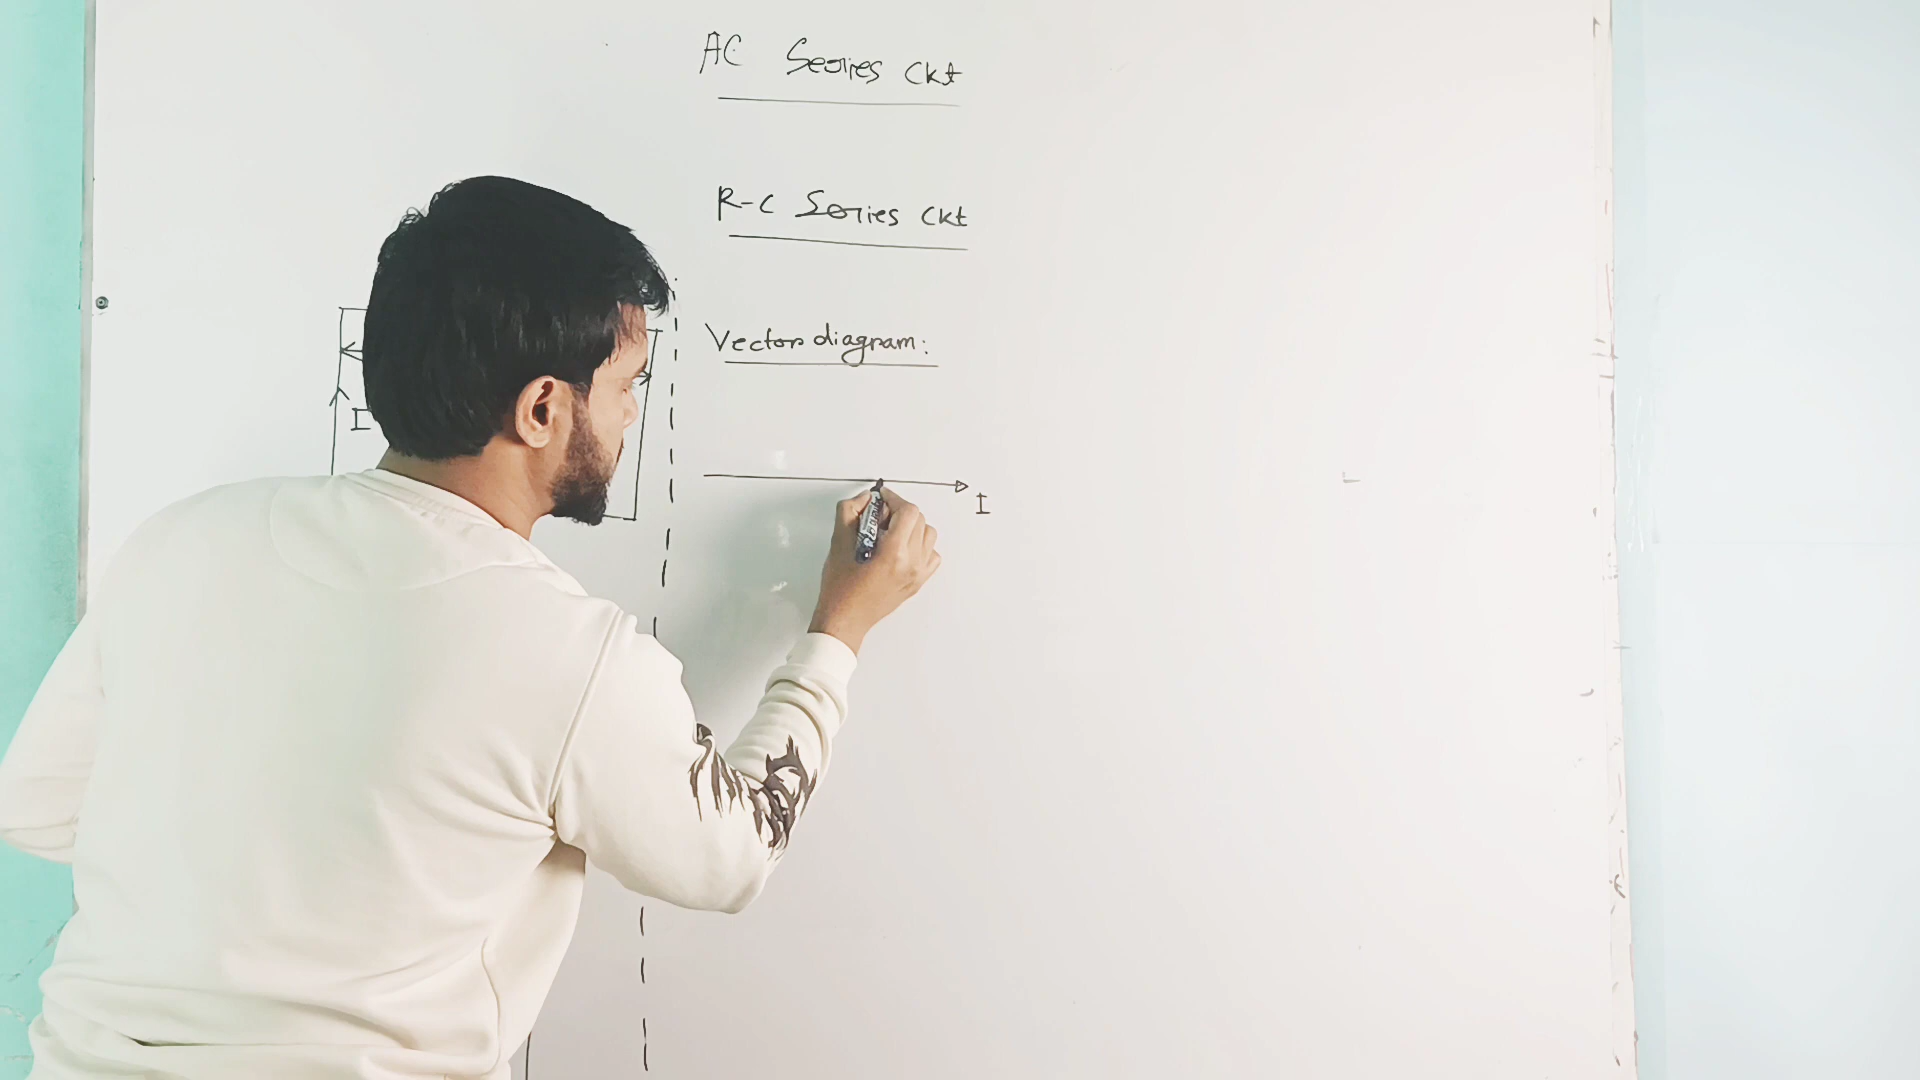 AC Series Ckt
R-C Series Ckt
Vector diagram:
I
I